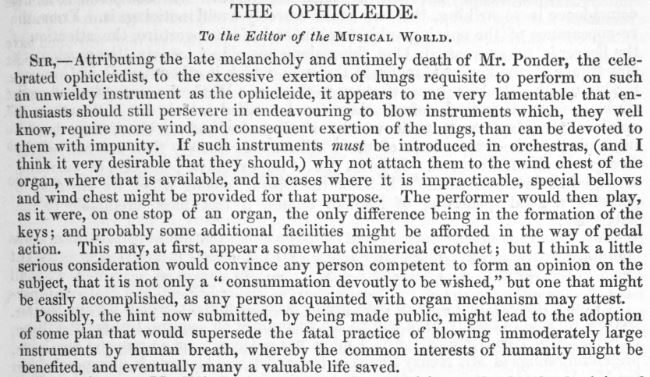 THE OPHICLEIDE.
To the Editor of the MUSICAL WORLD.
SIR,—Attributing the late melancholy and untimely death of Mr. Ponder, the cele-
brated ophicleidist, to the excessive exertion of lungs requisite to perform on such
an unwieldy instrument as the ophicleide, it appears to me very lamentable that en-
thusiasts should still persevere in endeavouring to blow instruments which, they well
know, require more wind, and consequent exertion of the lungs, than can be devoted to
them with impunity. If such instruments must be introduced in orchestras, (and I
think it very desirable that they should,) why not attach them to the wind chest of the
organ, where that is available, and in cases where it is impracticable, special bellows
and wind chest might be provided for that purpose. The performer would then play,
as it were, on one stop of an organ, the only difference being in the formation of the
keys; and probably some additional facilities might be afforded in the way of pedal
action. This may, at first, appear a somewhat chimerical crotchet; but I think a little
serious consideration would convince any person competent to form an opinion on the
subject, that it is not only a “ consummation devoutly to be wished,” but one that might
be easily accomplished, as any person acquainted with organ mechanism may attest.
Possibly, the hint now submitted, by being made public, might lead to the adoption
of some plan that would supersede the fatal practice of blowing immoderately large
instruments by human breath, whereby the common interests of humanity might be
benefited, and eventually many a valuable life saved.